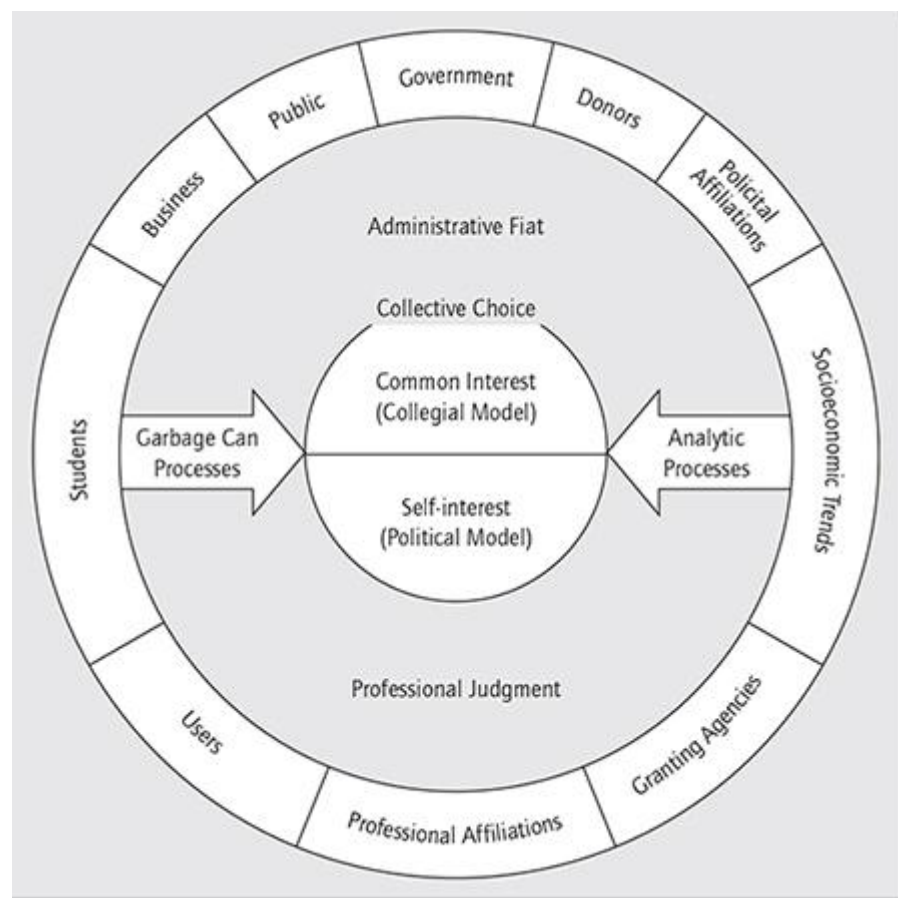 Government
Public
Donors
Business
Policital
Affiliations
Administrative Fiat
Collective Choice
Common Interest
(Collegial Model)
Students
Garbage Can
Processes
Analytic
Processes
Socioeconomic Trends
Self-interest
(Political Model)
Professional Judgment
Users
Granting Agencies
Professional Affiliations